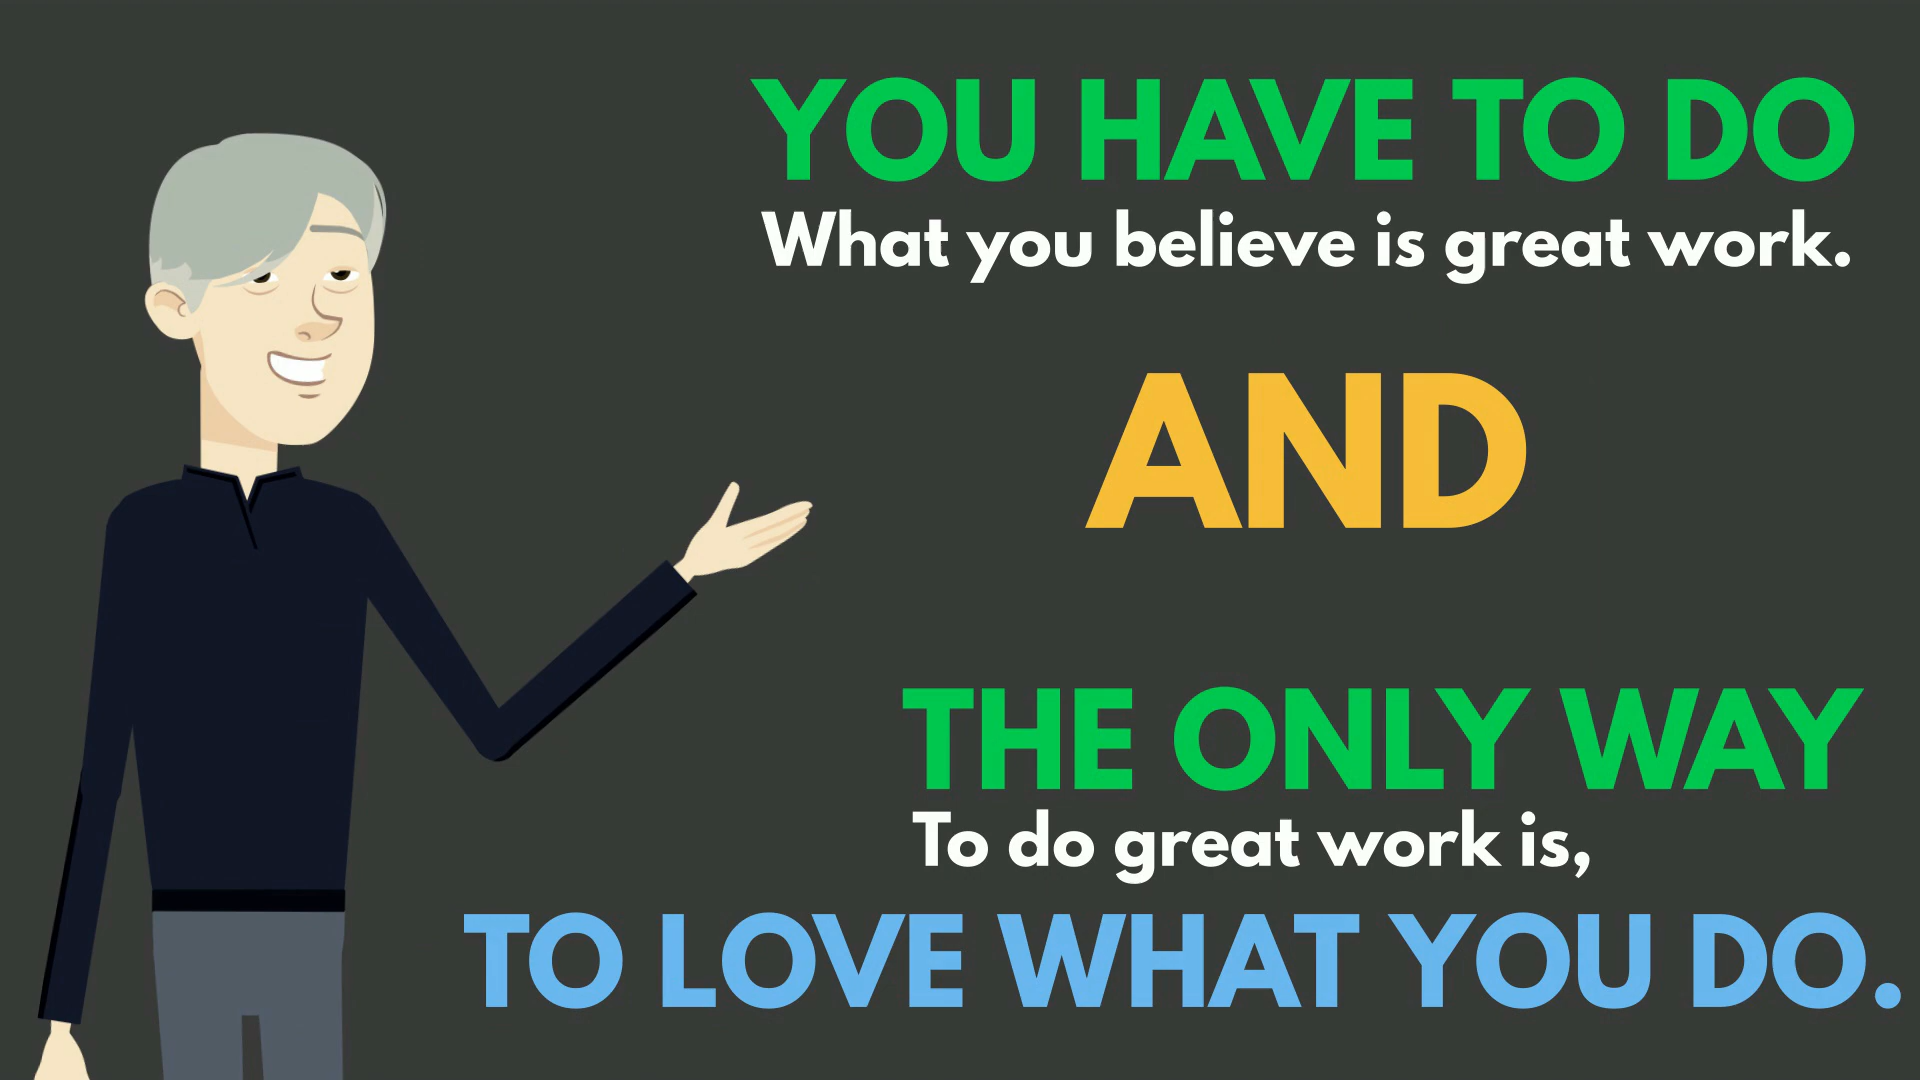 YOU HAVE TO DO
What you believe is great work.
AND
THE ONLY WAY
To do great work is,
TO LOVE WHAT YOU DO.